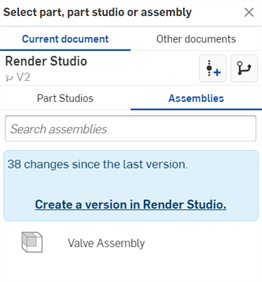 Select part, part studio or assembly
Current document Other documents
Render Studio
V2
Part Studios Assemblies
Search assemblies
38 changes since the last version.
Create a version in Render Studio.
Valve Assembly